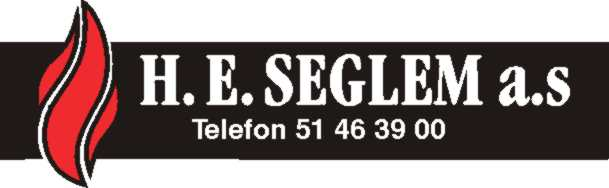 H. E. SEGLEM a.s
Telefon 51 46 39 00